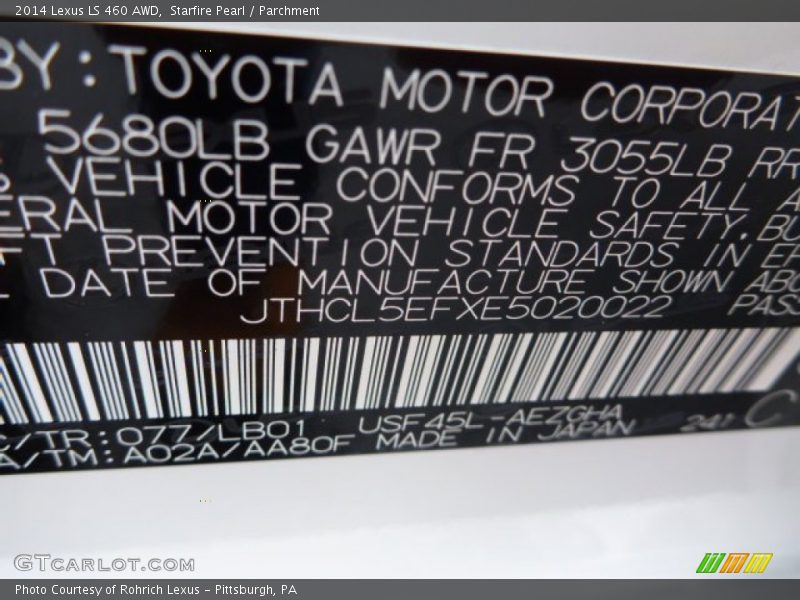 2014 Lexus LS 460 AWD, Starfire Pearl / Parchment
BY: TOYOTA MOTOR CORPORAT
5680LB GAWR FR 3055LB RR
VEHICLE CONFORMS TO ALL A
ERAL MOTOR VEHICLE SAFETY, BU
FT PREVENTION STANDARDS IN EF
DATE OF MANUFACTURE SHOWN ABO
JTHCL5EFXE5020022 PASS
C/TR: 077/LB01 USF45L-AEZGHA 241 C
A/TM: A02A/AA80F MADE IN JAPAN
GTCARLOT.COM
Photo Courtesy of Rohrich Lexus - Pittsburgh, PA